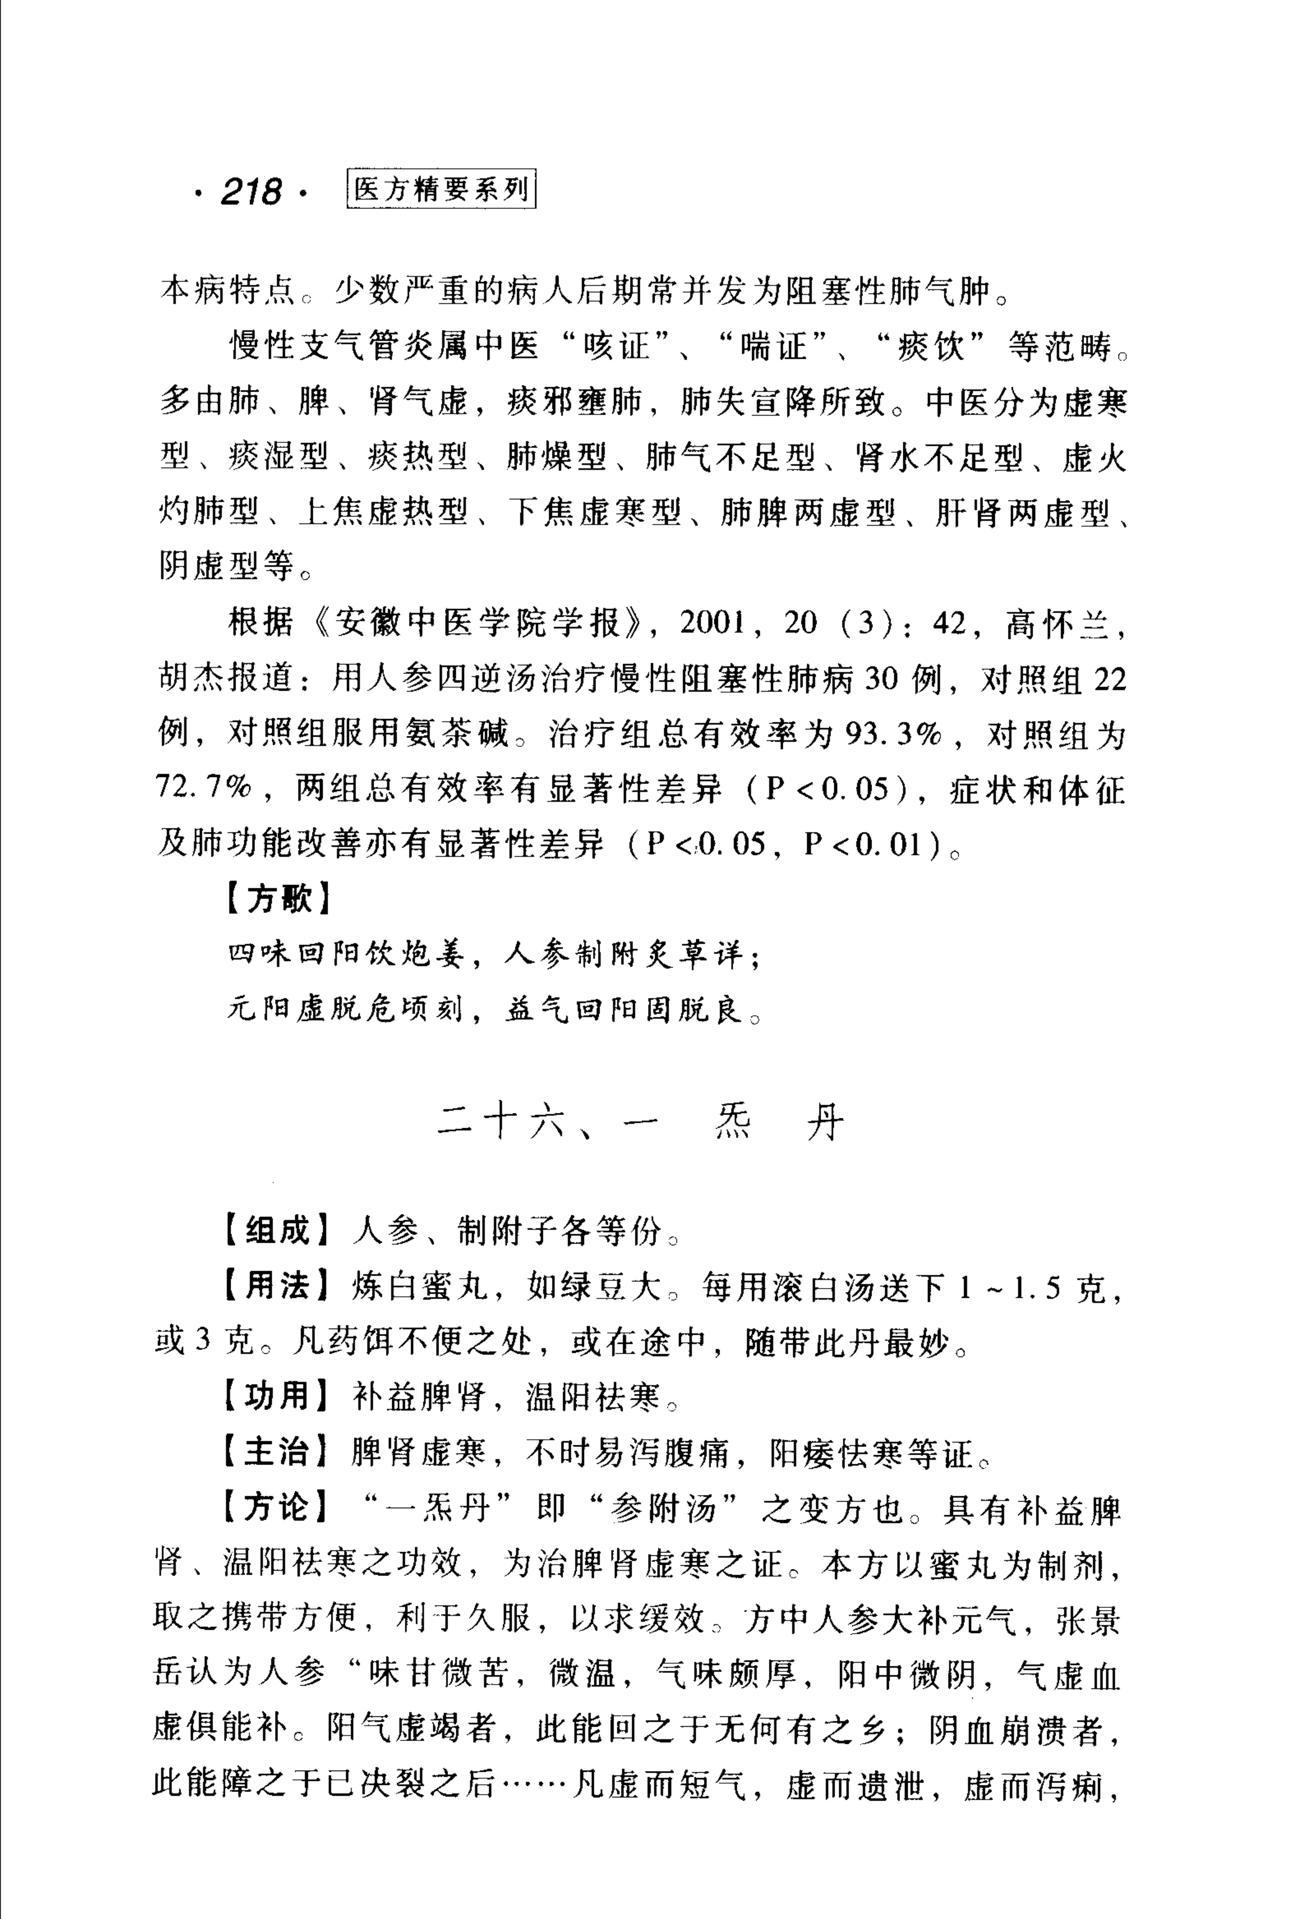 ·218· 医方精要系列
本病特点。少数严重的病人后期常并发为阻塞性肺气肿。
慢性支气管炎属中医“咳证”、“喘证”、“痰饮”等范畴。
多由肺、脾、肾气虚，痰邪壅肺，肺失宣降所致。中医分为虚寒
型、痰湿型、痰热型、肺燥型、肺气不足型、肾水不足型、虚火
灼肺型、上焦虚热型、下焦虚寒型、肺脾两虚型、肝肾两虚型、
阴虚型等。
根据《安徽中医学院学报》，2001，20（3）：42，高怀兰，
胡杰报道：用人参四逆汤治疗慢性阻塞性肺病30例，对照组22
例，对照组服用氨茶碱。治疗组总有效率为93.3%，对照组为
72.7%，两组总有效率有显著性差异（P<0.05），症状和体征
及肺功能改善亦有显著性差异（P<0.05，P<0.01）。
【方歌】
四味回阳饮炮姜，人参制附炙草详；
元阳虚脱危顷刻，益气回阳固脱良。
二十六、一炁丹
【组成】人参、制附子各等份。
【用法】炼白蜜丸，如绿豆大。每用滚白汤送下1~1.5克，
或3克。凡药饵不便之处，或在途中，随带此丹最妙。
【功用】补益脾肾，温阳祛寒。
【主治】脾肾虚寒，不时易泻腹痛，阳痿怯寒等证。
【方论】“一炁丹”即“参附汤”之变方也。具有补益脾
肾、温阳祛寒之功效，为治脾肾虚寒之证。本方以蜜丸为制剂，
取之携带方便，利于久服，以求缓效。方中人参大补元气，张景
岳认为人参“味甘微苦，微温，气味颇厚，阳中微阴，气虚血
虚俱能补。阳气虚竭者，此能回之于无何有之乡；阴血崩溃者，
此能障之于已决裂之后……凡虚而短气，虚而遗泄，虚而泻痢，